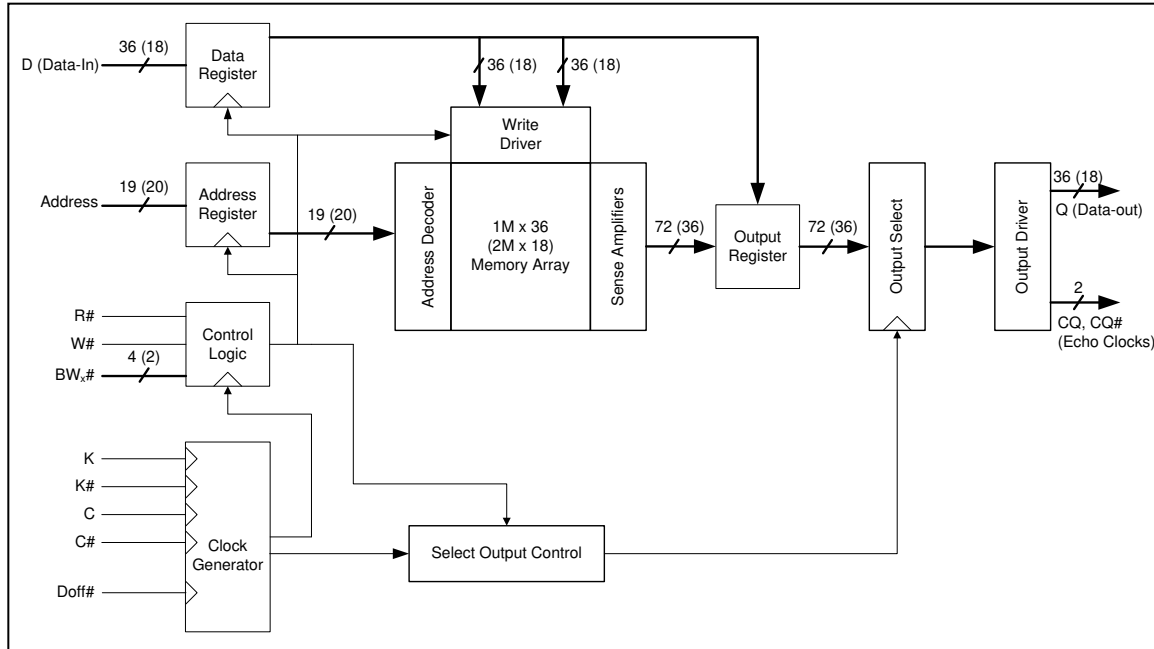 D (Data-In)
36 (18)
Data
Register
36 (18)
36 (18)
Write
Driver
Address
19 (20)
Address
Register
19 (20)
Address Decoder
1M x 36
(2M x 18)
Memory Array
Sense Amplifiers
72 (36)
Output
Register
72 (36)
Output Select
Output Driver
36 (18)
Q (Data-out)
2
CQ, CQ#
(Echo Clocks)
R#
W#
BWx#
4 (2)
Control
Logic
K
K#
C
C#
Doff#
Clock
Generator
Select Output Control